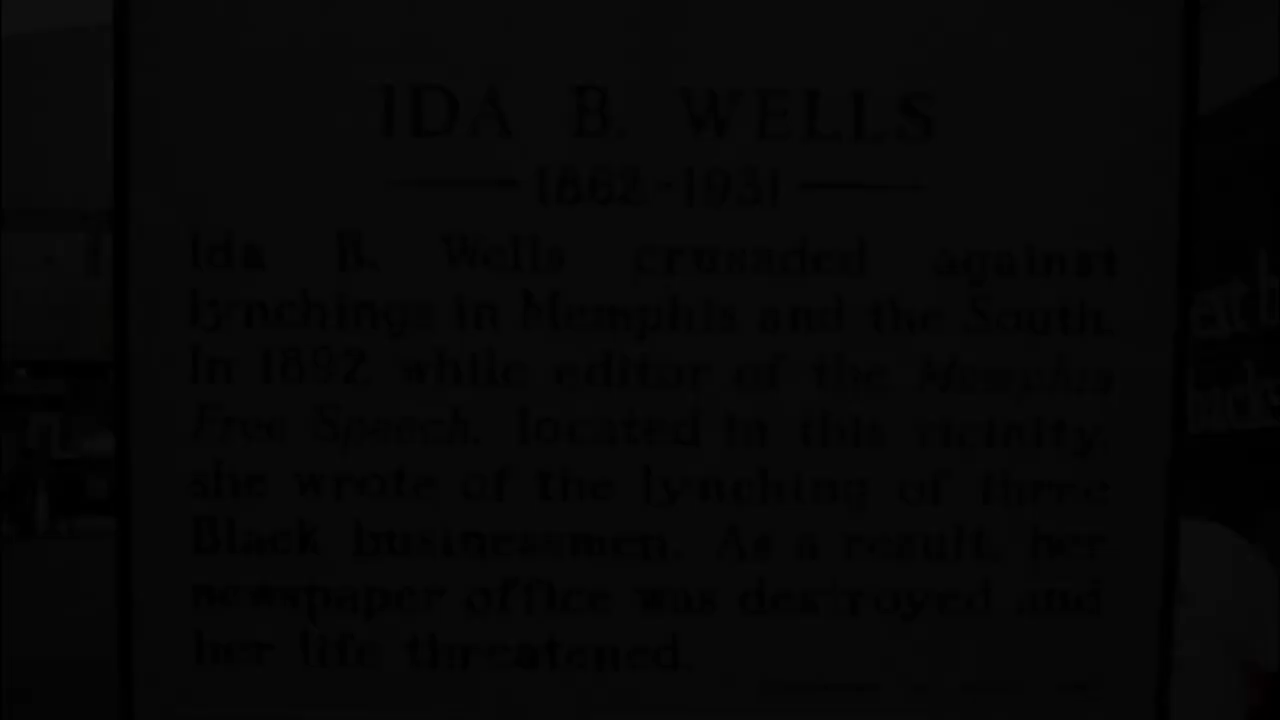 IDA B. WELLS
1862-1931
Ida B. Wells crusaded against
lynchings in Memphis and the South.
In 1892 while editor of the Memphis
Free Speech, located in this vicinity,
she wrote of the lynching of three
Black businessmen. As a result, her
newspaper office was destroyed and
her life threatened.